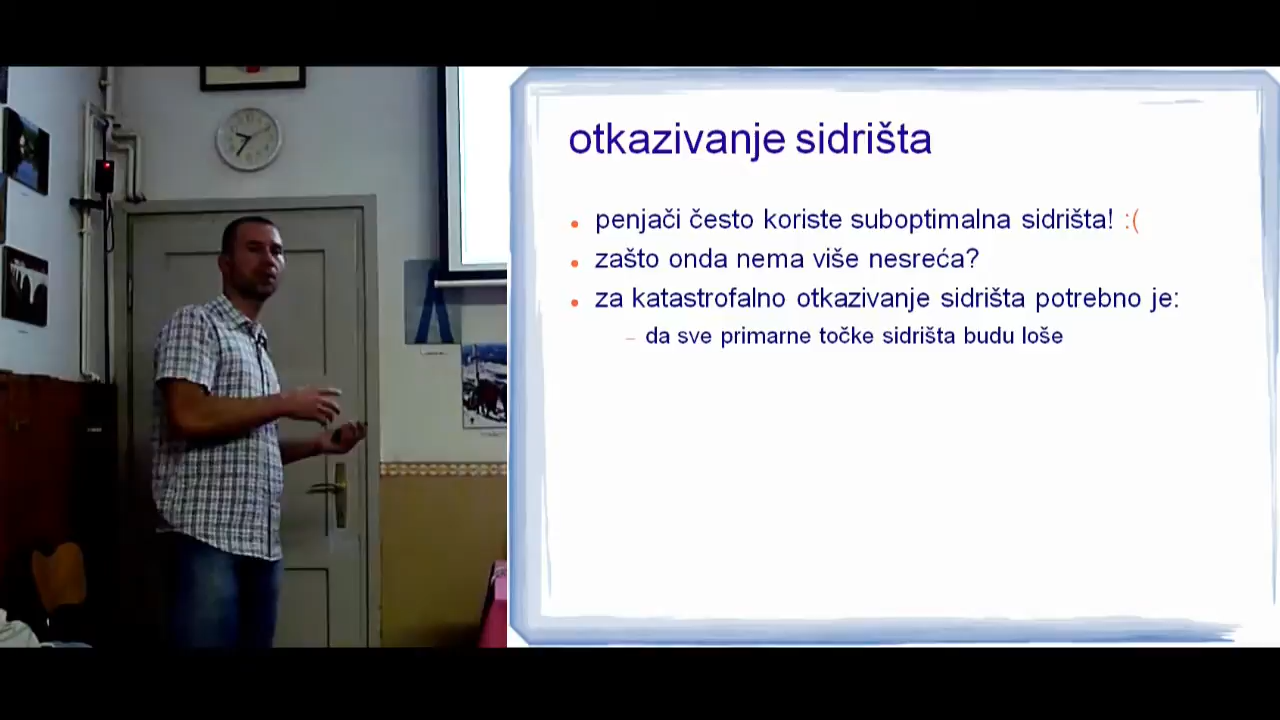 otkazivanje sidrišta
penjači često koriste suboptimalna sidrišta! :(
zašto onda nema više nesreća?
za katastrofalno otkazivanje sidrišta potrebno je:
– da sve primarne točke sidrišta budu loše